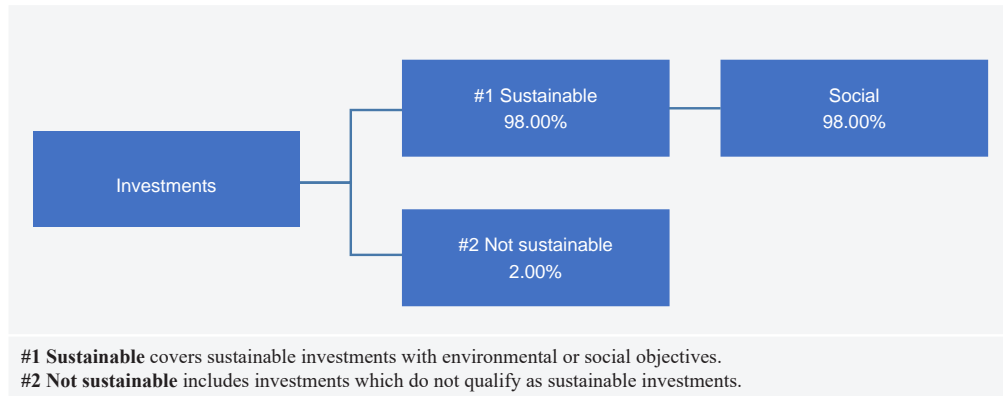 #1 Sustainable
98.00%
Social
98.00%
Investments
#2 Not sustainable
2.00%
#1 Sustainable covers sustainable investments with environmental or social objectives.
#2 Not sustainable includes investments which do not qualify as sustainable investments.